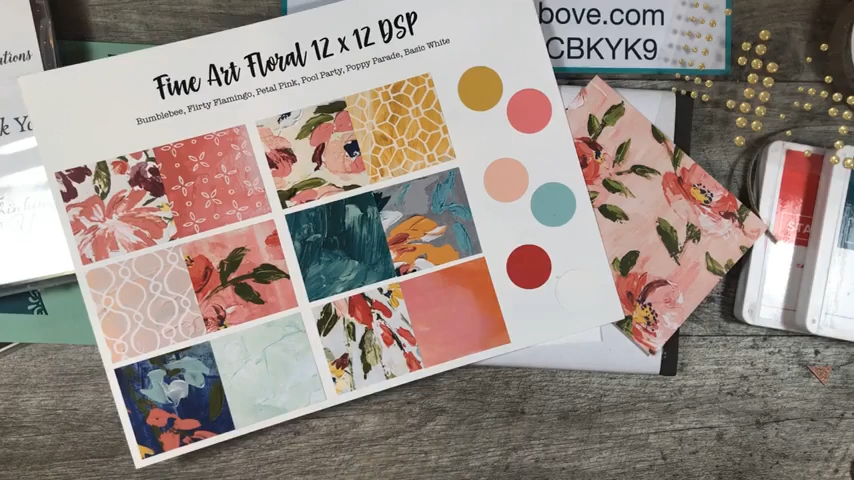 bove.com
CBKYK9
Fine Art Floral 12 x 12 DSP
Bumblebee, Flirty Flamingo, Petal Pink, Pool Party, Poppy Parade, Basic White
STA